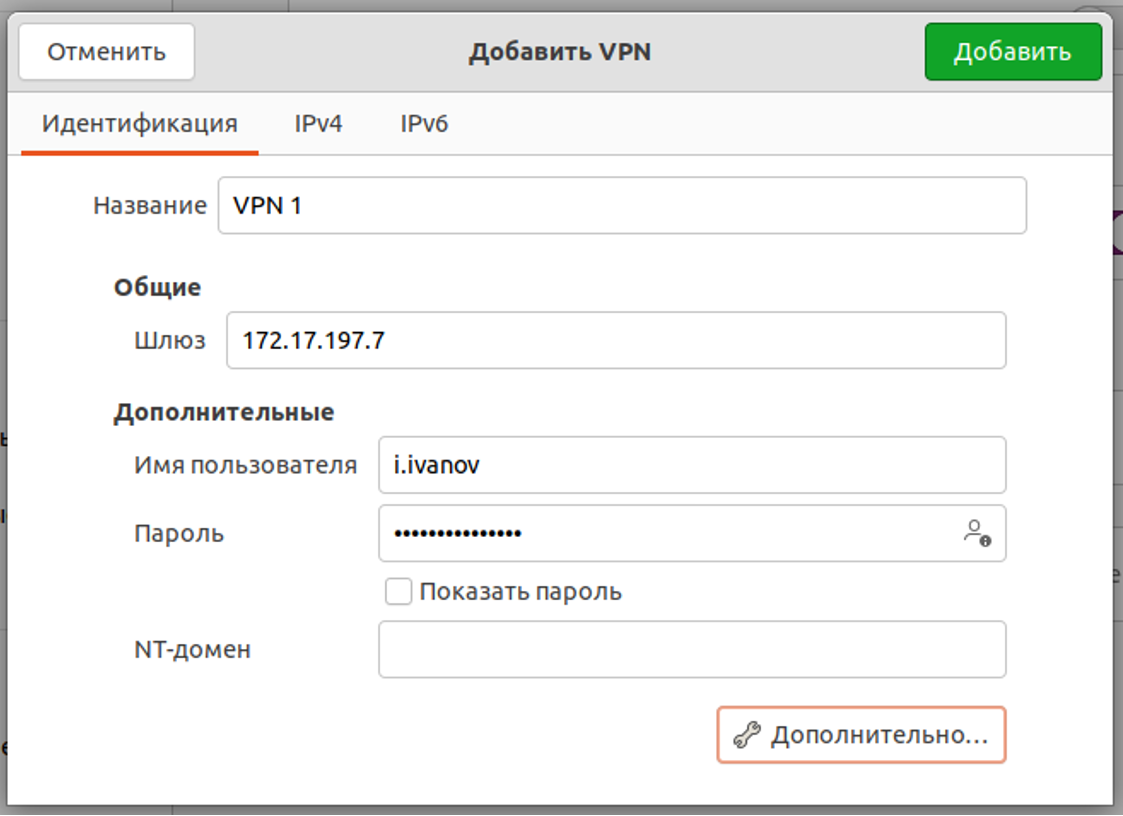 Отменить Добавить VPN Добавить
Идентификация IPv4 IPv6
Название VPN 1
Общие
Шлюз 172.17.197.7
Дополнительные
Имя пользователя i.ivanov
Пароль •••••••••••••••
Показать пароль
NT-домен
Дополнительно...